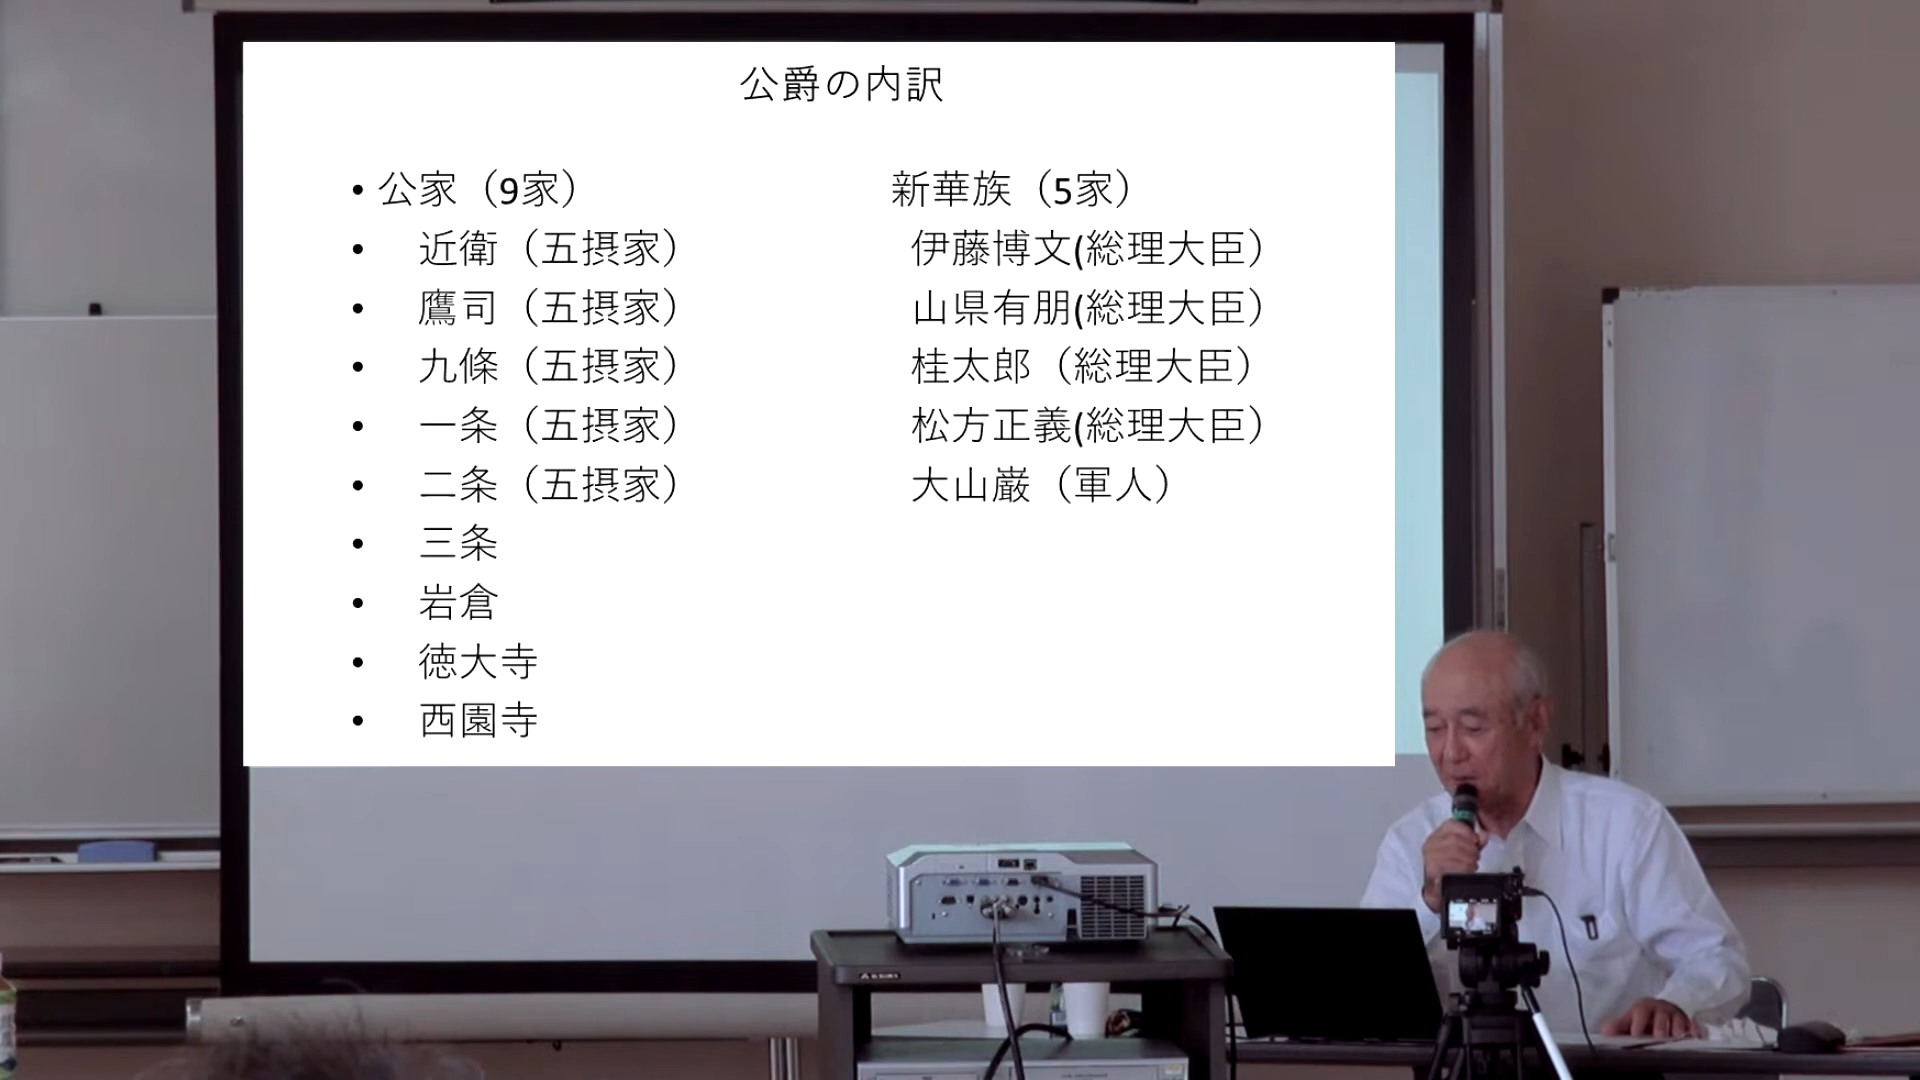 公爵の内訳
• 公家（9家）
• 近衛（五摂家）
• 鷹司（五摂家）
• 九條（五摂家）
• 一条（五摂家）
• 二条（五摂家）
• 三条
• 岩倉
• 徳大寺
• 西園寺
新華族（5家）
伊藤博文(総理大臣）
山県有朋(総理大臣）
桂太郎（総理大臣）
松方正義(総理大臣）
大山巌（軍人）